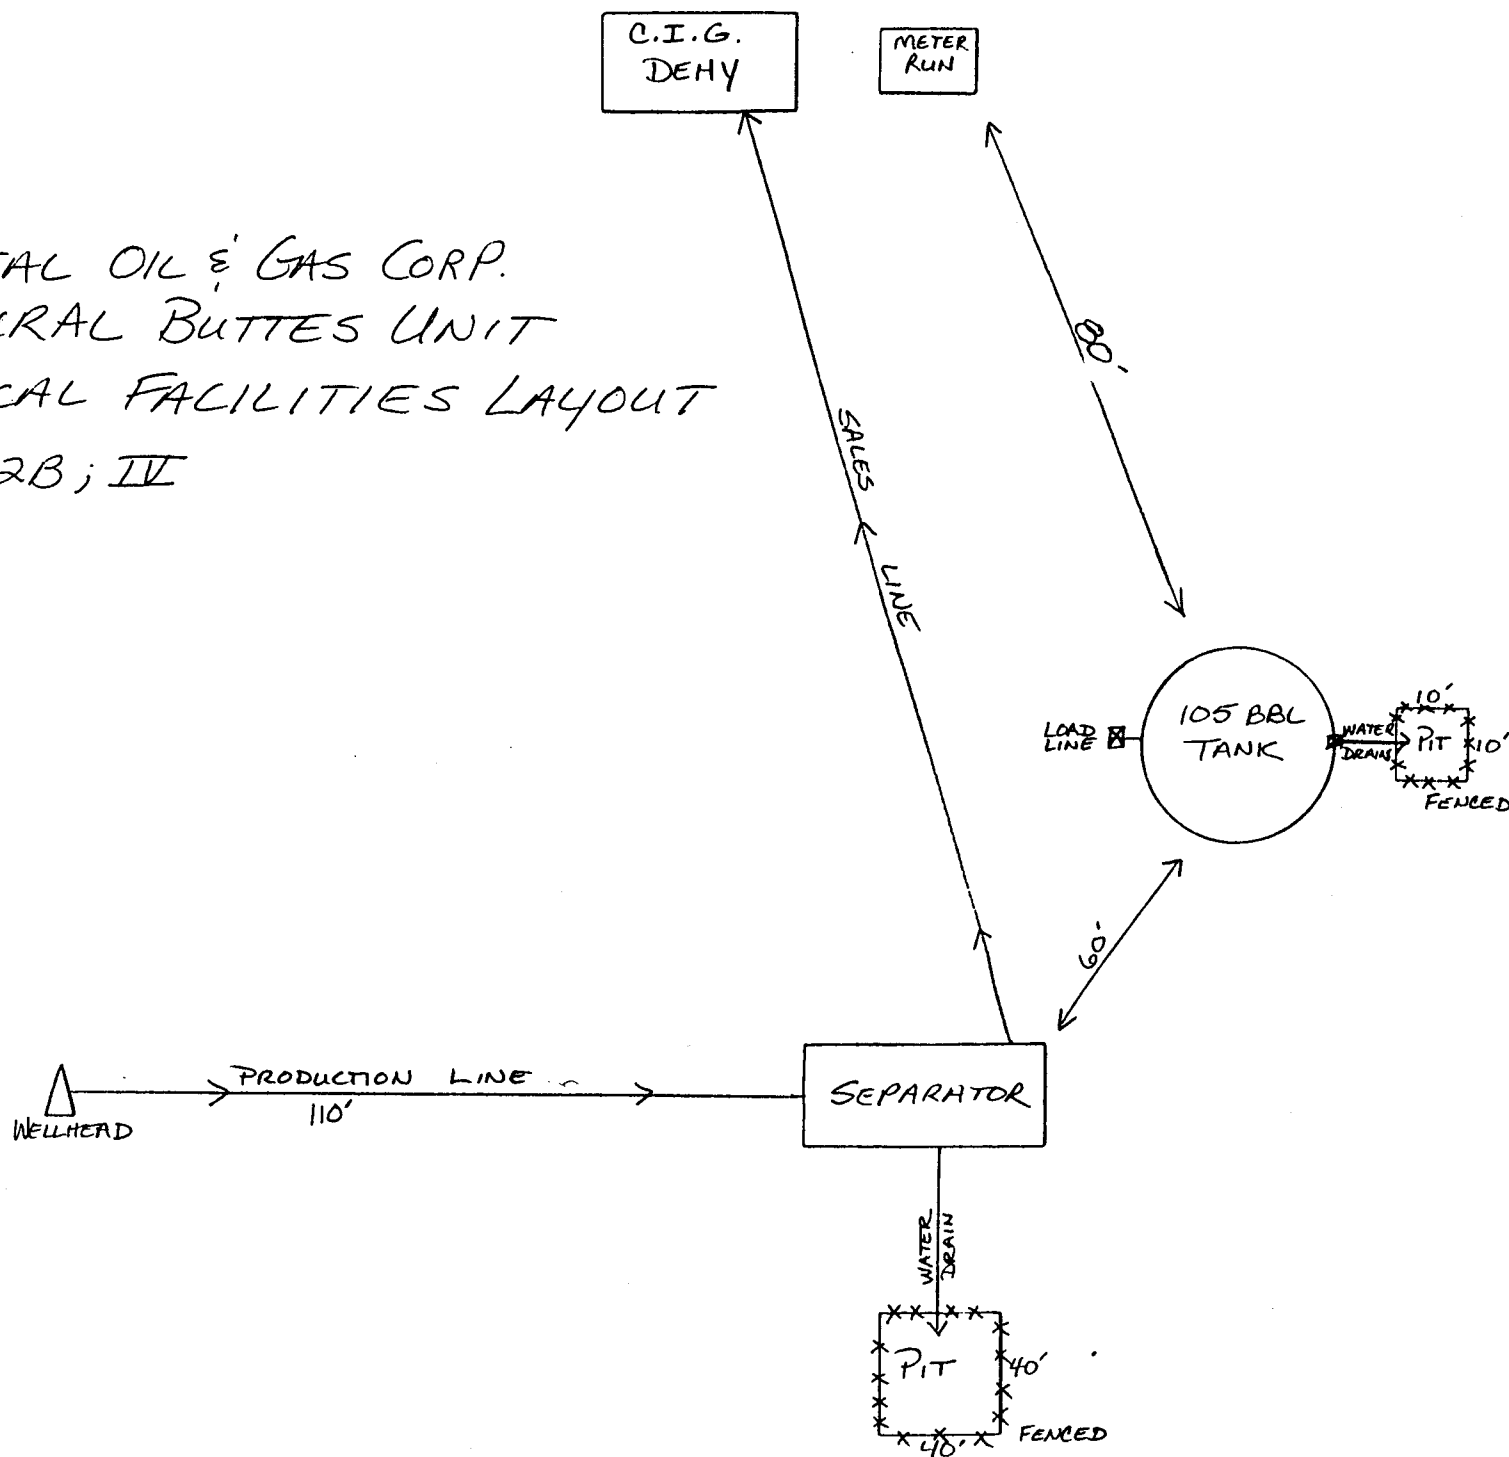 C.I.G.
DEHY
METER
RUN
TAL OIL & GAS CORP.
RAL BUTTES UNIT
CAL FACILITIES LAYOUT
2B; IV
80'
SALES
LINE
LOAD
LINE
105 BBL
TANK
WATER
DRAIN
10'
PIT
10'
FENCED
60'
PRODUCTION LINE
110'
WELLHEAD
SEPARATOR
WATER
DRAIN
PIT
40'
40'
FENCED